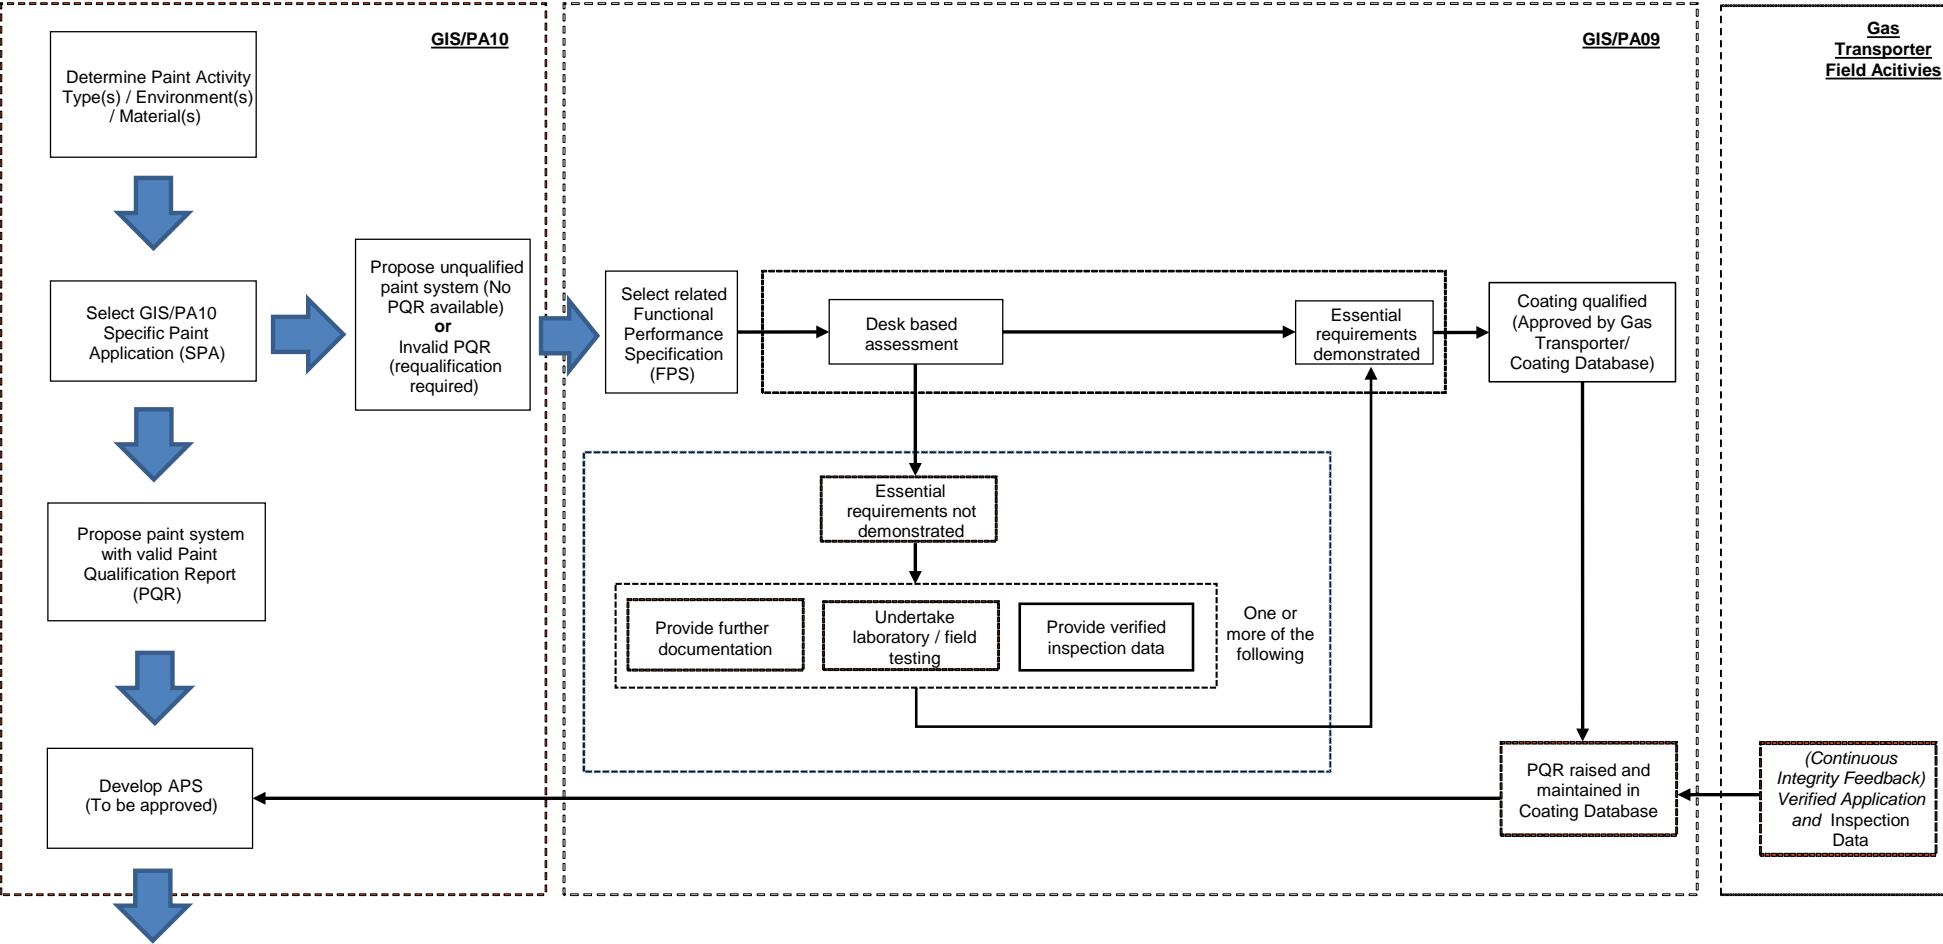 GIS/PA10
Determine Paint Activity
Type(s) / Environment(s)
/ Material(s)
Select GIS/PA10
Specific Paint
Application (SPA)
Propose unqualified
paint system (No
PQR available)
or
Invalid PQR
(requalification
required)
Propose paint system
with valid Paint
Qualification Report
(PQR)
Develop APS
(To be approved)
GIS/PA09
Select related
Functional
Performance
Specification
(FPS)
Desk based
assessment
Essential
requirements
demonstrated
Coating qualified
(Approved by Gas
Transporter/
Coating Database)
Essential
requirements not
demonstrated
Provide further
documentation
Undertake
laboratory / field
testing
Provide verified
inspection data
One or
more of the
following
PQR raised and
maintained in
Coating Database
Gas
Transporter
Field Acitivies
(Continuous
Integrity Feedback)
Verified Application
and Inspection
Data